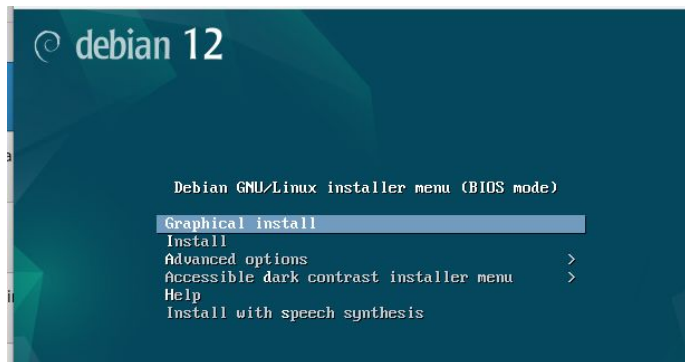 debian 12
Debian GNU/Linux installer menu (BIOS mode)
Graphical install
Install
Advanced options >
Accessible dark contrast installer menu >
Help
Install with speech synthesis